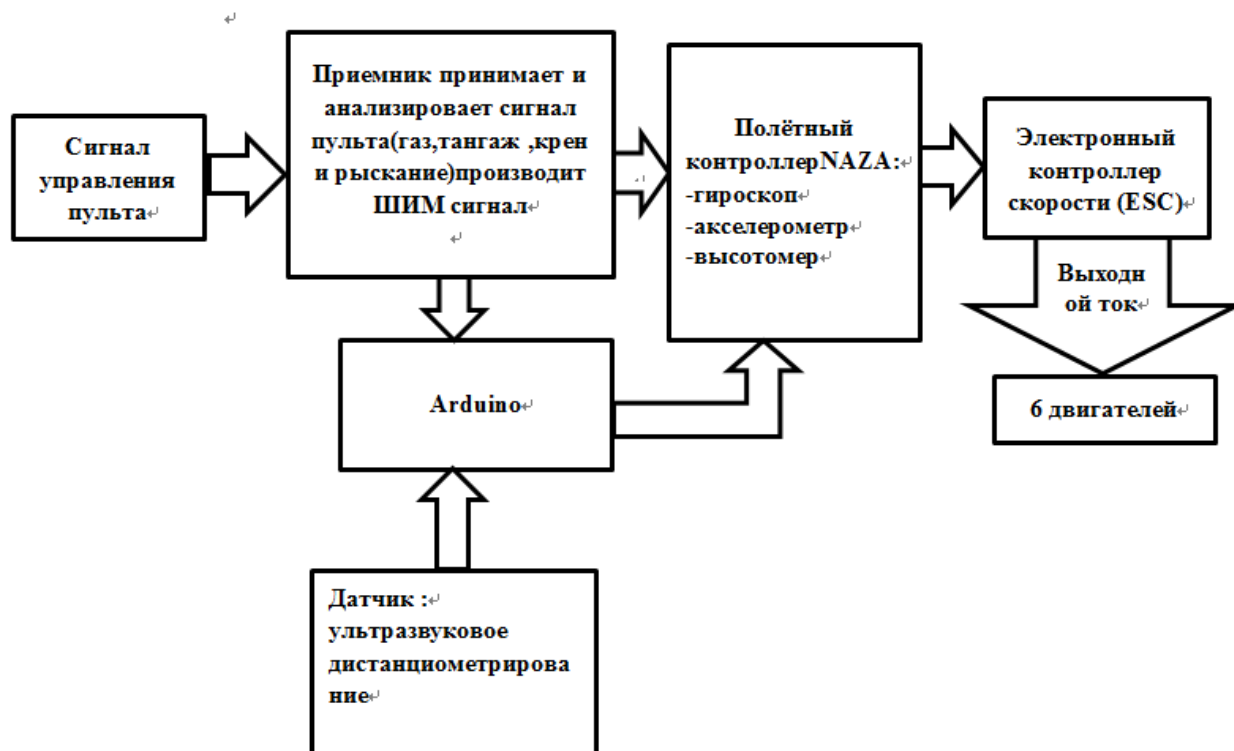 Сигнал
управления
пульта
Приемник принимает и
анализировает сигнал
пульта(газ,тангаж ,крен
и рыскание)производит
ШИМ сигнал
Полётный
контроллерNAZA:
-гироскоп
-акселерометр
-высотомер
Электронный
контроллер
скорости (ESC)
Выходн
ой ток
6 двигателей
Arduino
Датчик :
ультразвуковое
дистанциометрирова
ние